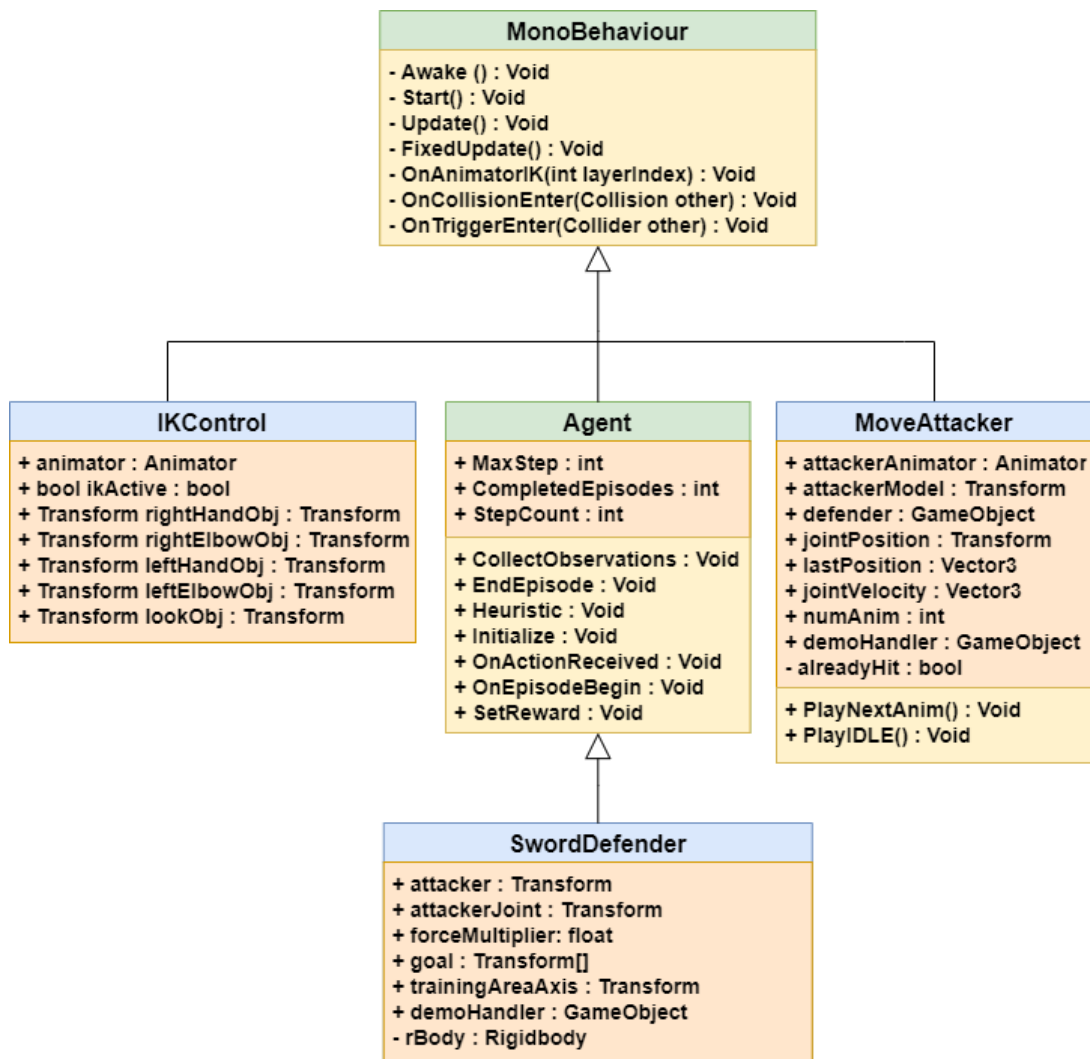 MonoBehaviour
- Awake () : Void
- Start() : Void
- Update() : Void
- FixedUpdate() : Void
- OnAnimatorIK(int layerIndex) : Void
- OnCollisionEnter(Collision other) : Void
- OnTriggerEnter(Collider other) : Void
IKControl
+ animator : Animator
+ bool ikActive : bool
+ Transform rightHandObj : Transform
+ Transform rightElbowObj : Transform
+ Transform leftHandObj : Transform
+ Transform leftElbowObj : Transform
+ Transform lookObj : Transform
Agent
+ MaxStep : int
+ CompletedEpisodes : int
+ StepCount : int
+ CollectObservations : Void
+ EndEpisode : Void
+ Heuristic : Void
+ Initialize : Void
+ OnActionReceived : Void
+ OnEpisodeBegin : Void
+ SetReward : Void
MoveAttacker
+ attackerAnimator : Animator
+ attackerModel : Transform
+ defender : GameObject
+ jointPosition : Transform
+ lastPosition : Vector3
+ jointVelocity : Vector3
+ numAnim : int
+ demoHandler : GameObject
- alreadyHit : bool
+ PlayNextAnim() : Void
+ PlayIDLE() : Void
SwordDefender
+ attacker : Transform
+ attackerJoint : Transform
+ forceMultiplier: float
+ goal : Transform[]
+ trainingAreaAxis : Transform
+ demoHandler : GameObject
- rBody : Rigidbody